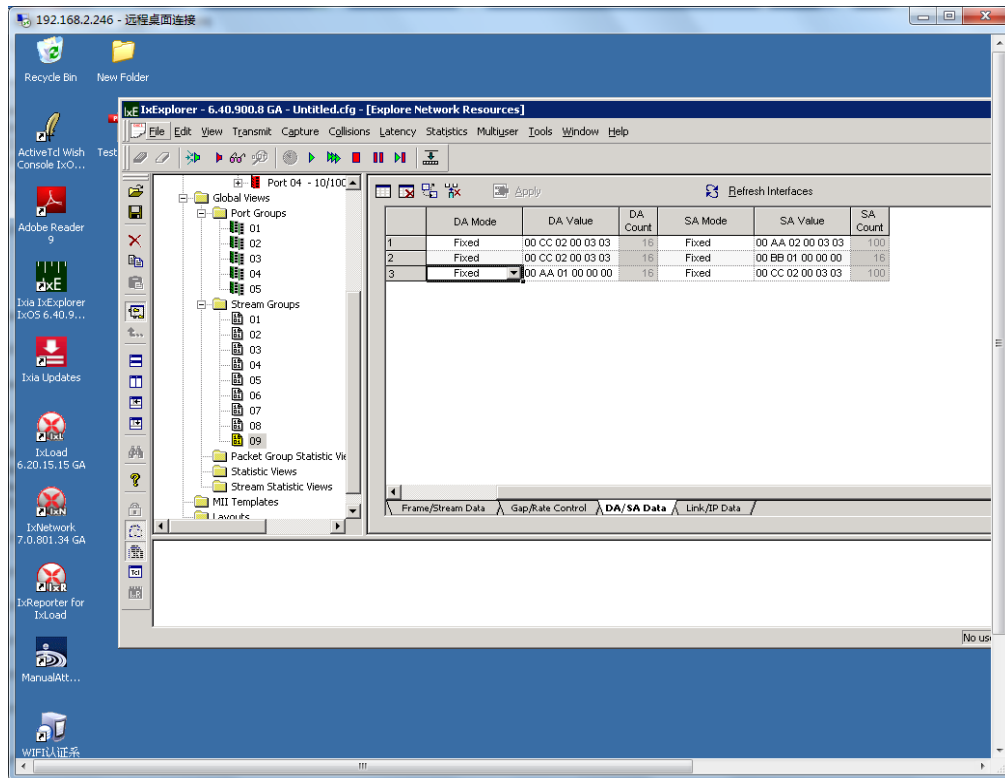 192.168.2.246 - 远程桌面连接
Recycle Bin
New Folder
ActiveTcl Wish
Console IxO...
Test
Adobe Reader
9
Ixia IxExplorer
IxOS 6.40.9...
Ixia Updates
IxLoad
6.20.15.15 GA
IxNetwork
7.0.801.34 GA
IxReporter for
IxLoad
ManualAtt...
WIFI认证系
IxExplorer - 6.40.900.8 GA - Untitled.cfg - [Explore Network Resources]
File Edit View Transmit Capture Collisions Latency Statistics Multiuser Tools Window Help
Port 04 - 10/100
Global Views
Port Groups
01
02
03
04
05
Stream Groups
01
02
03
04
05
06
07
08
09
Packet Group Statistic Vie
Statistic Views
Stream Statistic Views
MII Templates
Layouts
Apply
Refresh Interfaces
DA Mode DA Value DA Count SA Mode SA Value SA Count
1 Fixed 00 CC 02 00 03 03 16 Fixed 00 AA 02 00 03 03 100
2 Fixed 00 CC 02 00 03 03 16 Fixed 00 BB 01 00 00 00 16
3 Fixed 00 AA 01 00 00 00 16 Fixed 00 CC 02 00 03 03 100
Frame/Stream Data Gap/Rate Control DA/SA Data Link/IP Data
No us